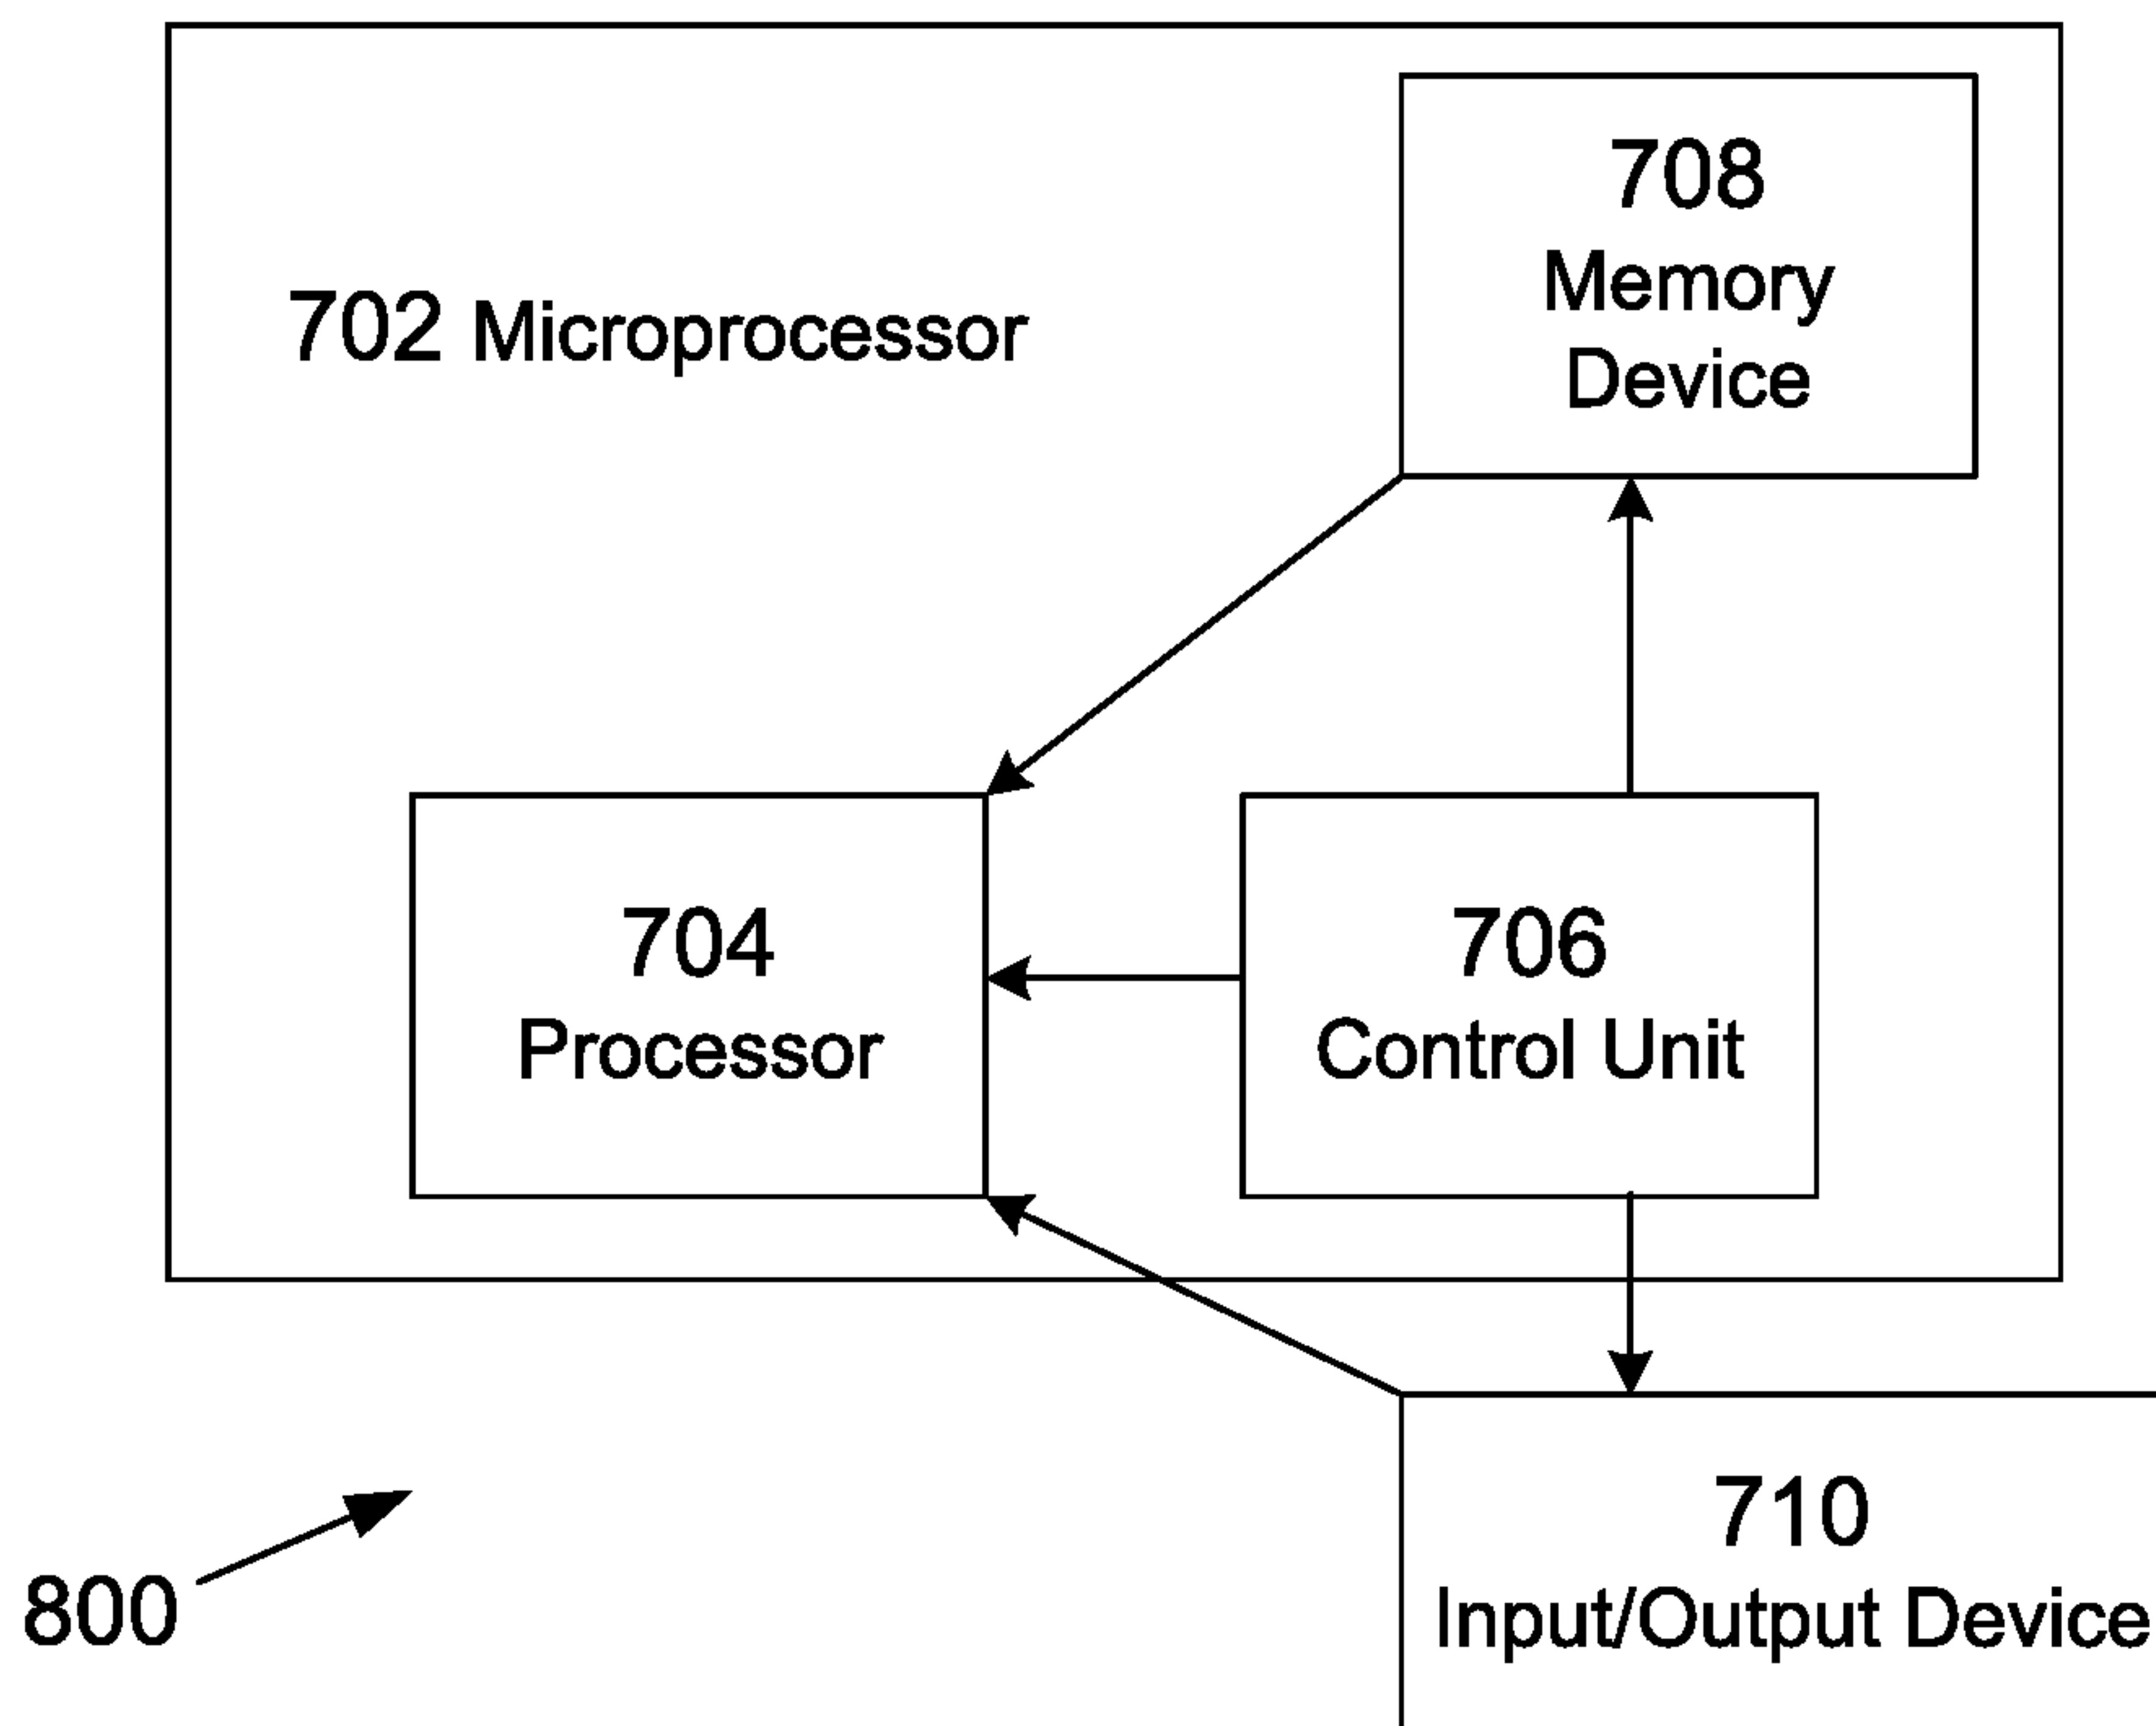 708
Memory
Device
702 Microprocessor
704
Processor
706
Control Unit
710
Input/Output Device
800